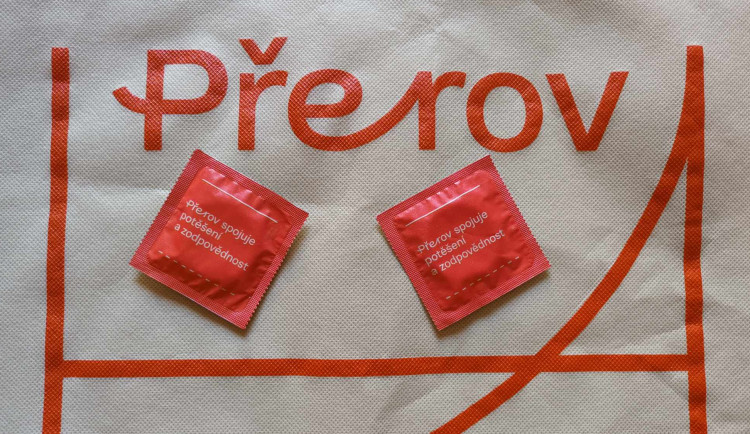 Přerov
Přerov spojuje
potěšení
a zodpovědnost
Přerov spojuje
potěšení
a zodpovědnost